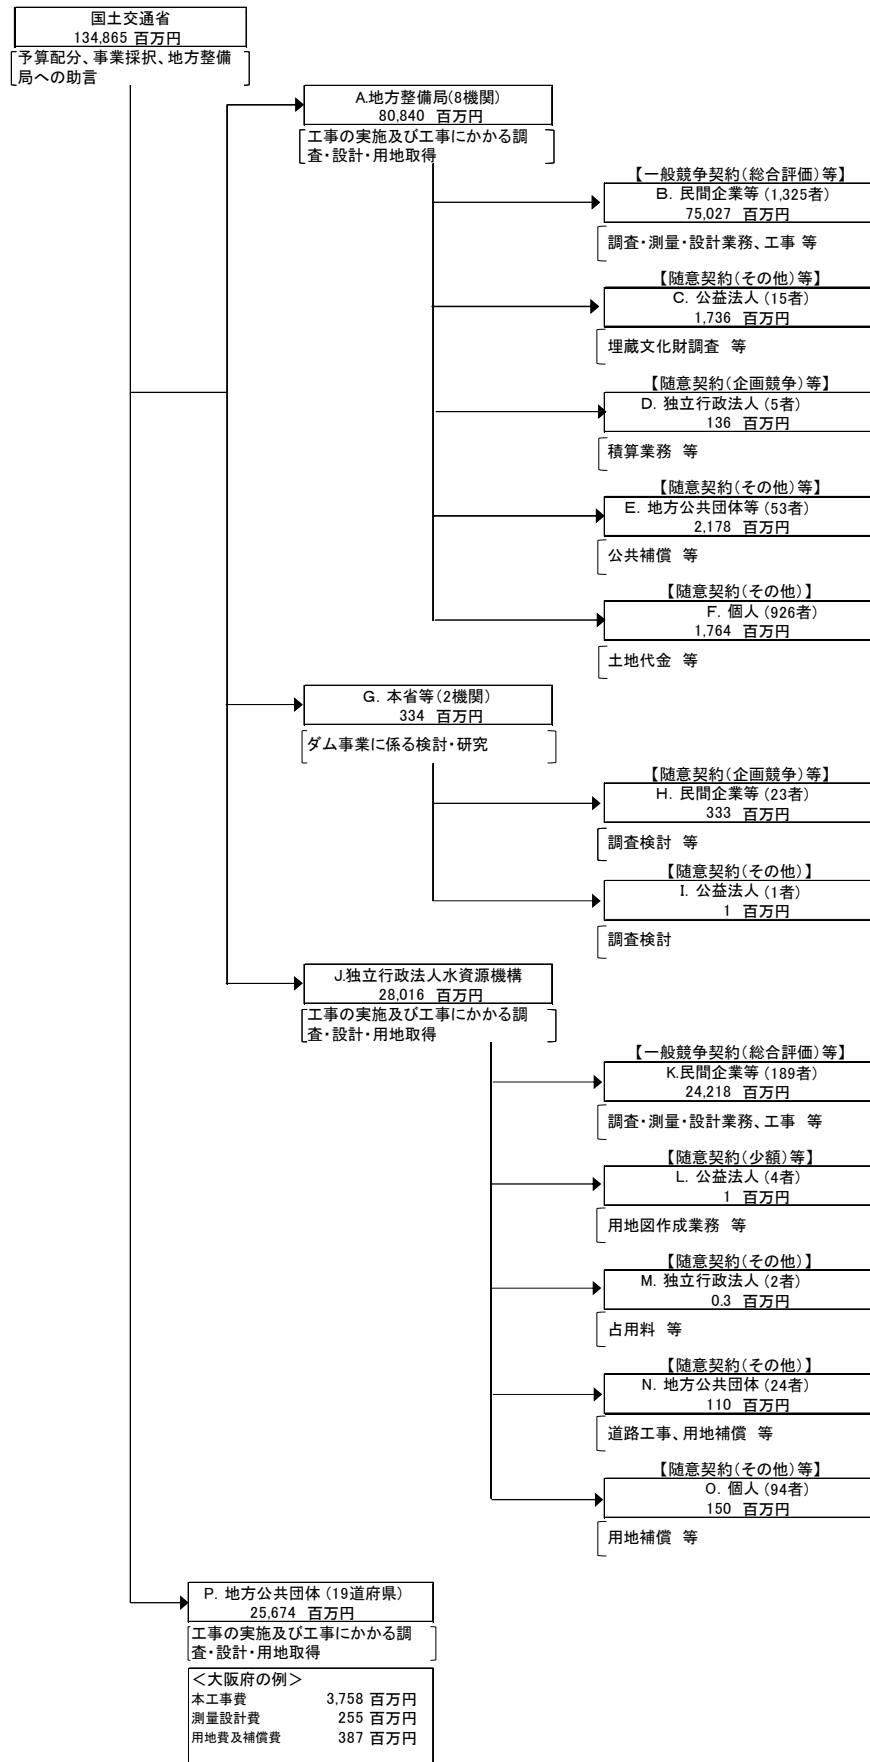 国土交通省
134,865 百万円
予算配分、事業採択、地方整備
局への助言
A.地方整備局(8機関)
80,840 百万円
工事の実施及び工事にかかる調
査・設計・用地取得
【一般競争契約(総合評価)等】
B. 民間企業等(1,325者)
75,027 百万円
調査・測量・設計業務、工事 等
【随意契約(その他)等】
C. 公益法人(15者)
1,736 百万円
埋蔵文化財調査 等
【随意契約(企画競争)等】
D. 独立行政法人(5者)
136 百万円
積算業務 等
【随意契約(その他)等】
E. 地方公共団体等(53者)
2,178 百万円
公共補償 等
【随意契約(その他)】
F. 個人(926者)
1,764 百万円
土地代金 等
G. 本省等(2機関)
334 百万円
ダム事業に係る検討・研究
【随意契約(企画競争)等】
H. 民間企業等(23者)
333 百万円
調査検討 等
【随意契約(その他)】
I. 公益法人(1者)
1 百万円
調査検討
J.独立行政法人水資源機構
28,016 百万円
工事の実施及び工事にかかる調
査・設計・用地取得
【一般競争契約(総合評価)等】
K.民間企業等(189者)
24,218 百万円
調査・測量・設計業務、工事 等
【随意契約(少額)等】
L. 公益法人(4者)
1 百万円
用地図作成業務 等
【随意契約(その他)】
M. 独立行政法人(2者)
0.3 百万円
占用料 等
【随意契約(その他)】
N. 地方公共団体(24者)
110 百万円
道路工事、用地補償 等
【随意契約(その他)等】
O. 個人(94者)
150 百万円
用地補償 等
P. 地方公共団体(19道府県)
25,674 百万円
工事の実施及び工事にかかる調
査・設計・用地取得
＜大阪府の例＞
本工事費 3,758 百万円
測量設計費 255 百万円
用地費及補償費 387 百万円